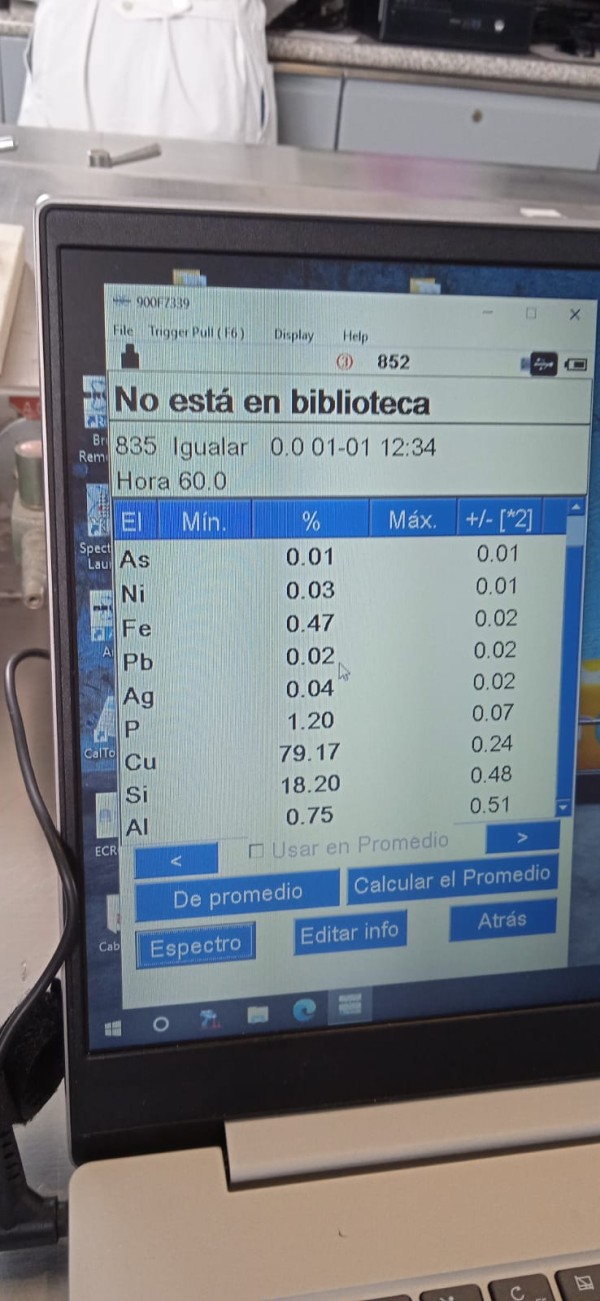 900F7339
File Trigger Pull ( F6 ) Display Help
852
No está en biblioteca
835 Igualar 0.0 01-01 12:34
Hora 60.0
El Mín. % Máx. +/- [*2]
As 0.01 0.01
Ni 0.03 0.01
Fe 0.47 0.02
Pb 0.02 0.02
Ag 0.04 0.02
P 1.20 0.07
Cu 79.17 0.24
Si 18.20 0.48
Al 0.75 0.51
< Usar en Promedio >
De promedio Calcular el Promedio
Espectro Editar info Atrás
Br
Rem
Spect
Lau
A
CalTo
ECR
Cab
C